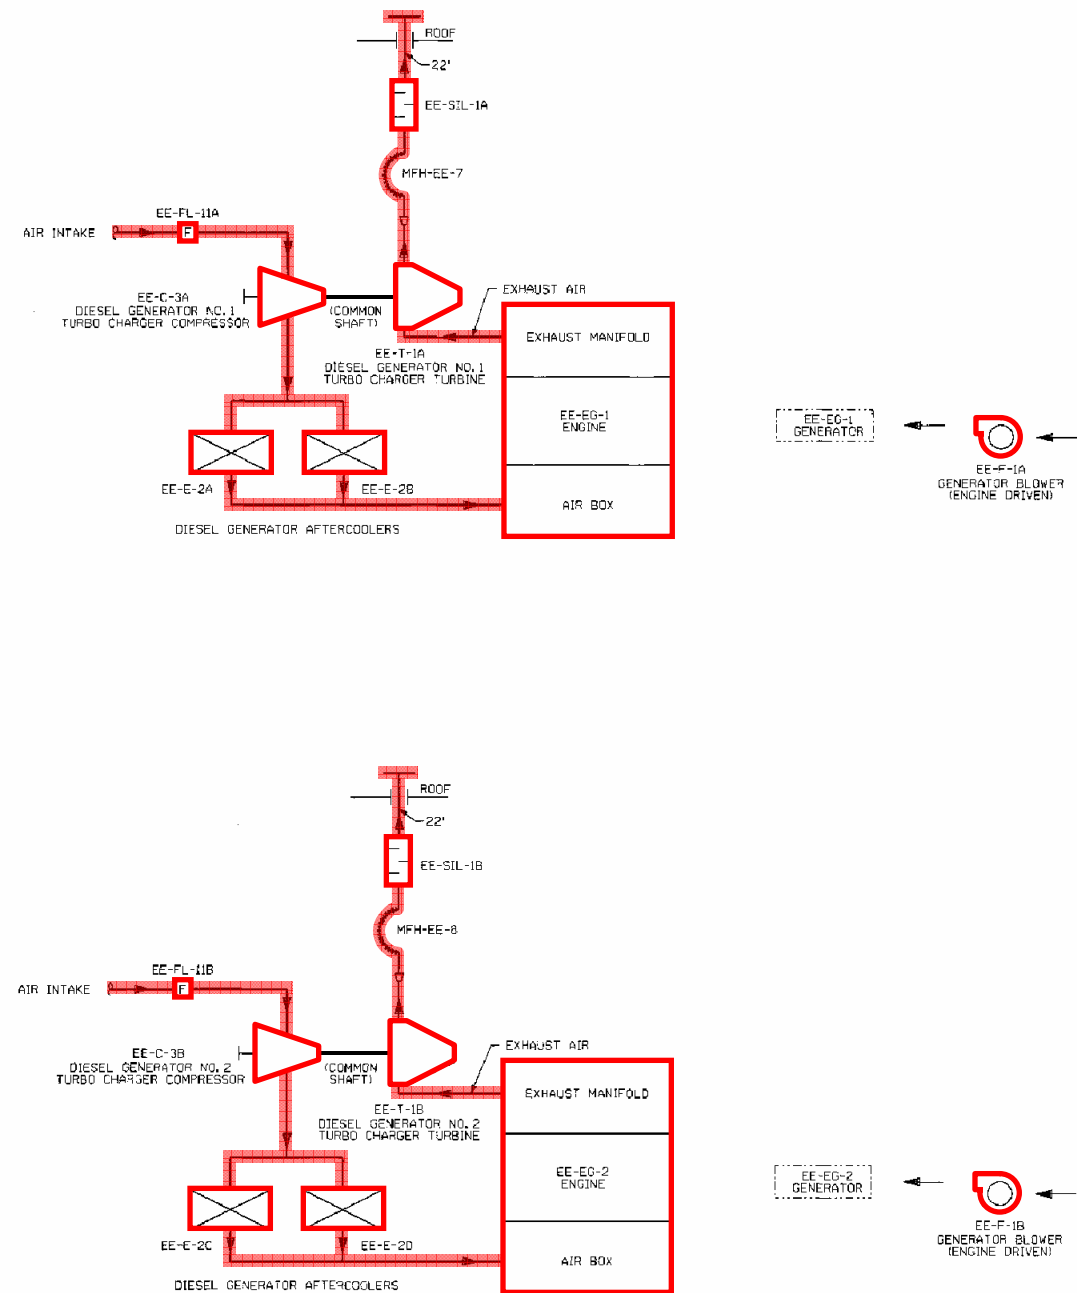 ROOF
22'
EE-SIL-1A
MFH-EE-7
EE-FL-11A
AIR INTAKE
F
EE-C-3A
DIESEL GENERATOR NO.1
TURBO CHARGER COMPRESSOR
(COMMON
SHAFT)
EXHAUST AIR
EE-T-1A
DIESEL GENERATOR NO.1
TURBO CHARGER TURBINE
EXHAUST MANIFOLD
EE-EG-1
ENGINE
AIR BOX
EE-EG-1
GENERATOR
EE-F-1A
GENERATOR BLOWER
(ENGINE DRIVEN)
EE-E-2A
EE-E-2B
DIESEL GENERATOR AFTERCOOLERS
ROOF
22'
EE-SIL-1B
MFH-EE-8
EE-FL-11B
AIR INTAKE
F
EE-C-3B
DIESEL GENERATOR NO.2
TURBO CHARGER COMPRESSOR
(COMMON
SHAFT)
EXHAUST AIR
EE-T-1B
DIESEL GENERATOR NO.2
TURBO CHARGER TURBINE
EXHAUST MANIFOLD
EE-EG-2
ENGINE
AIR BOX
EE-EG-2
GENERATOR
EE-F-1B
GENERATOR BLOWER
(ENGINE DRIVEN)
EE-E-2C
EE-E-2D
DIESEL GENERATOR AFTERCOOLERS